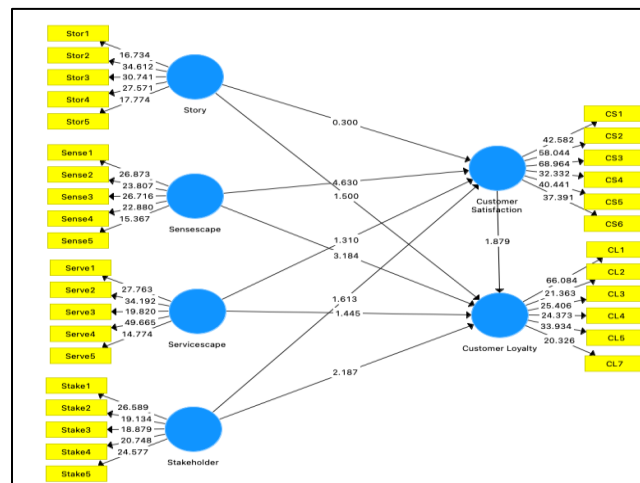 Stor1
Stor2
Stor3
Stor4
Stor5
16.734
34.612
30.741
27.571
17.774
Story
Sense1
Sense2
Sense3
Sense4
Sense5
26.873
23.807
26.716
22.880
15.367
Sensescape
Serve1
Serve2
Serve3
Serve4
Serve5
27.763
34.192
19.820
49.665
14.774
Servicescape
Stake1
Stake2
Stake3
Stake4
Stake5
26.589
19.134
18.879
20.748
24.577
Stakeholder
0.300
4.630
1.500
1.310
3.184
1.613
1.445
2.187
1.879
Customer
Satisfaction
42.582
58.044
68.964
32.332
40.441
37.391
CS1
CS2
CS3
CS4
CS5
CS6
Customer Loyalty
66.084
21.363
25.406
24.373
33.934
20.326
CL1
CL2
CL3
CL4
CL5
CL7